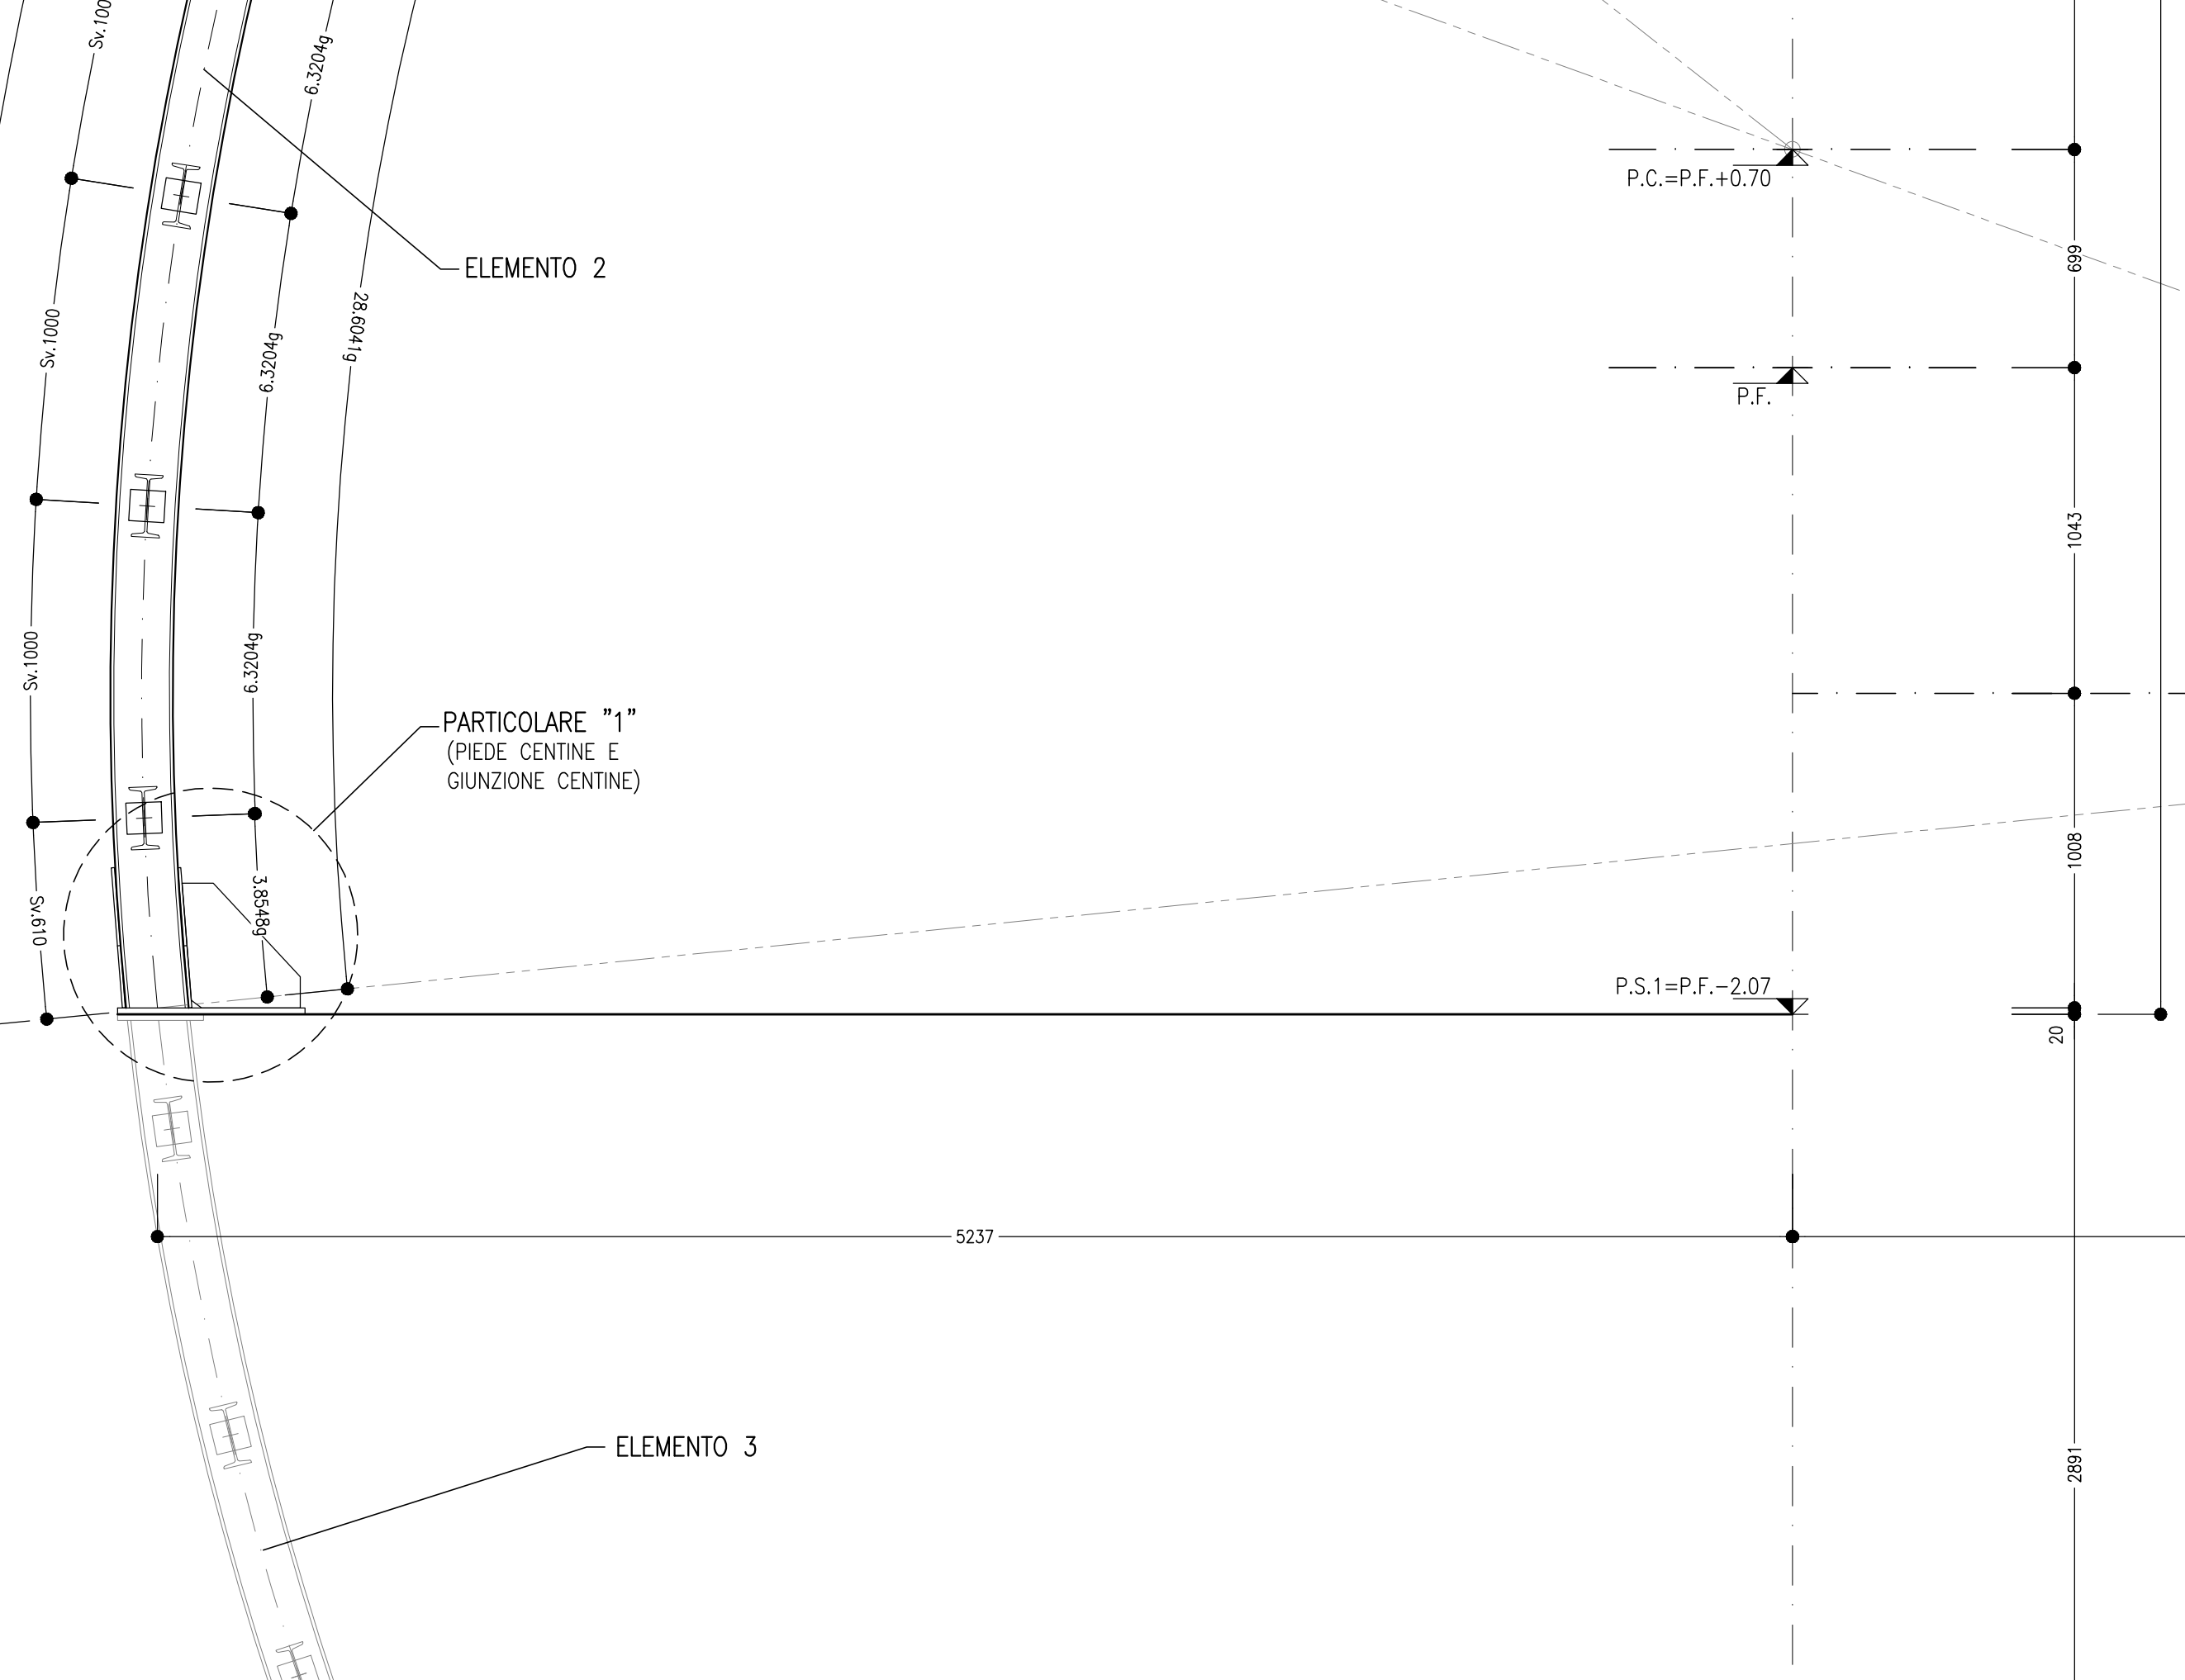 Sv.100
6.3204g
P.C.=P.F.+0.70
699
ELEMENTO 2
Sv.1000
6.3204g
28.6041g
P.F.
1043
Sv.1000
6.3204g
PARTICOLARE "1"
(PIEDE CENTINE E
GIUNZIONE CENTINE)
1008
Sv.610
3.8548g
P.S.1=P.F.-2.07
20
5237
ELEMENTO 3
2891